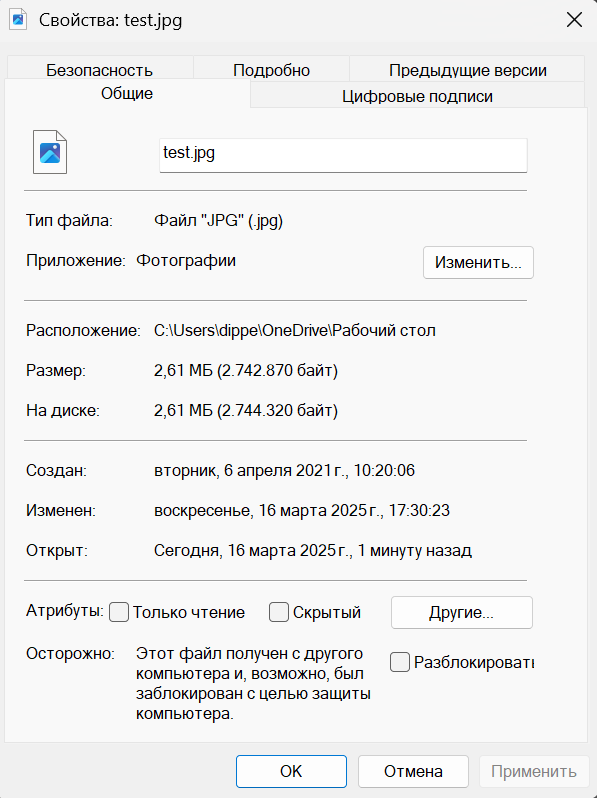 Свойства: test.jpg
Безопасность Подробно Предыдущие версии
Общие Цифровые подписи
test.jpg
Тип файла: Файл "JPG" (.jpg)
Приложение: Фотографии Изменить...
Расположение: C:\Users\dippe\OneDrive\Рабочий стол
Размер: 2,61 МБ (2.742.870 байт)
На диске: 2,61 МБ (2.744.320 байт)
Создан: вторник, 6 апреля 2021 г., 10:20:06
Изменен: воскресенье, 16 марта 2025 г., 17:30:23
Открыт: Сегодня, 16 марта 2025 г., 1 минуту назад
Атрибуты: Только чтение Скрытый Другие...
Осторожно: Этот файл получен с другого
компьютера и, возможно, был
заблокирован с целью защиты
компьютера.
Разблокировать
OK Отмена Применить